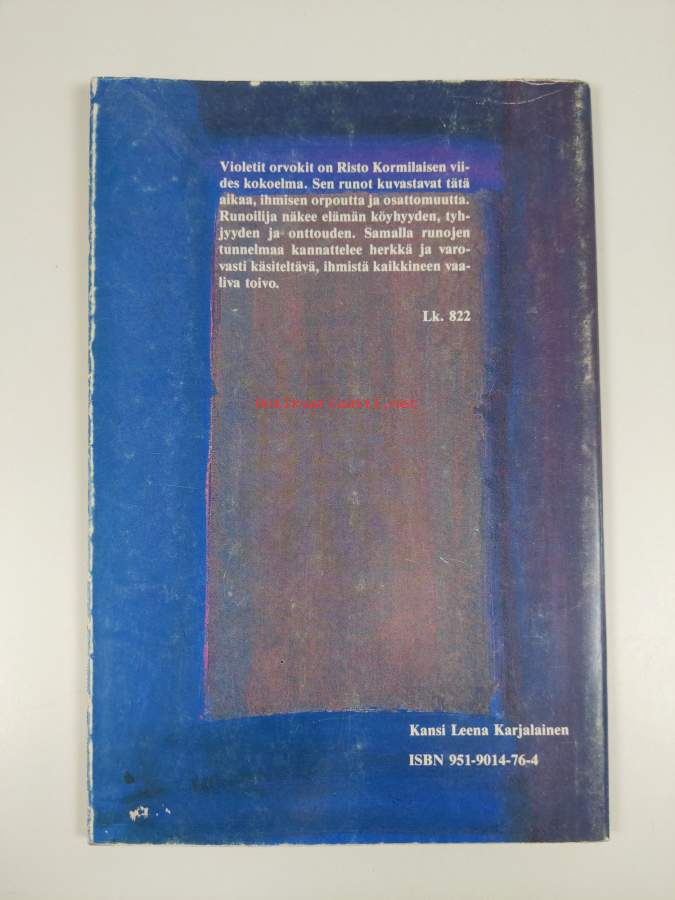 Violetit orvokit on Risto Kormilaisen vii-
des kokoelma. Sen runot kuvastavat tätä
aikaa, ihmisen orpoutta ja osattomuutta.
Runoilija näkee elämän köyhyyden, tyh-
jyyden ja onttouden. Samalla runojen
tunnelmaa kannattelee herkkä ja varo-
vasti käsiteltävä, ihmistä kaikkineen vaa-
liva toivo.
Lk. 822
antikvariaatti.net
Kansi Leena Karjalainen
ISBN 951-9014-76-4